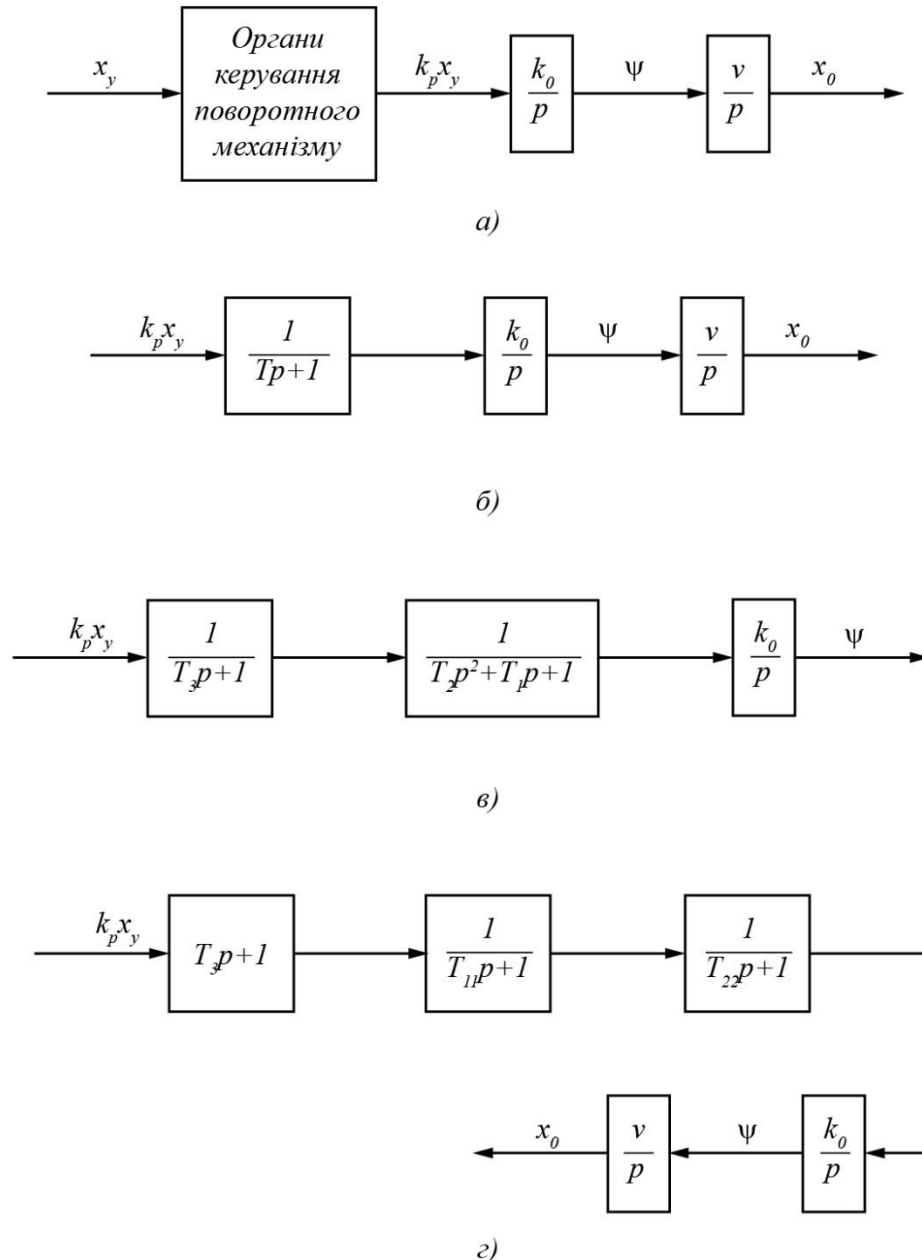 x_y
Органи
керування
поворотного
механізму
k_p x_y
k_0
p
ψ
v
p
x_0
а)
k_p x_y
1
Tp+1
k_0
p
ψ
v
p
x_0
б)
k_p x_y
1
T_3p+1
1
T_2p²+T_1p+1
k_0
p
ψ
в)
k_p x_y
T_3p+1
1
T_11p+1
1
T_22p+1
x_0
v
p
ψ
k_0
p
г)